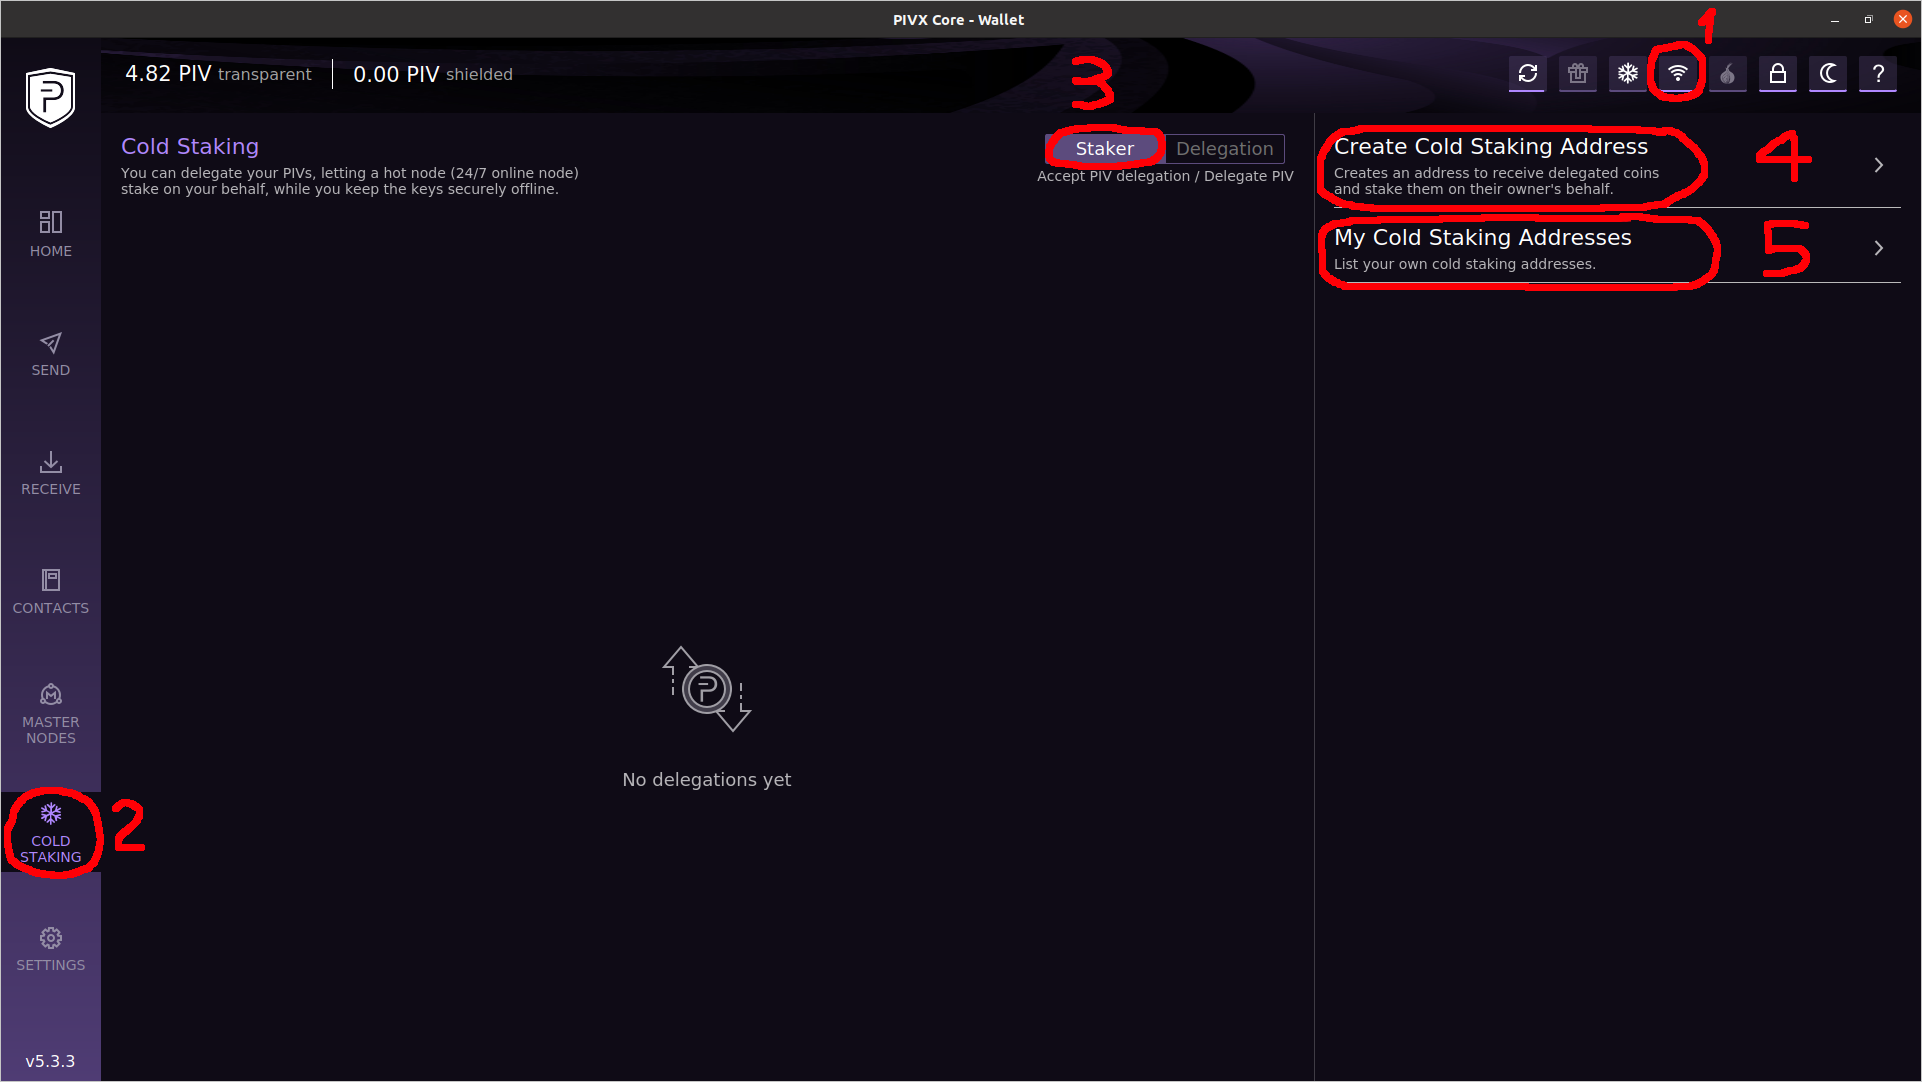 PIVX Core - Wallet
1
4.82 PIV transparent
0.00 PIV shielded
?
3
Cold Staking
You can delegate your PIVs, letting a hot node (24/7 online node)
stake on your behalf, while you keep the keys securely offline.
Staker
Delegation
Accept PIV delegation / Delegate PIV
Create Cold Staking Address
Creates an address to receive delegated coins
and stake them on their owner's behalf.
4
My Cold Staking Addresses
List your own cold staking addresses.
5
HOME
SEND
RECEIVE
CONTACTS
MASTER
NODES
COLD
STAKING
2
SETTINGS
v5.3.3
No delegations yet